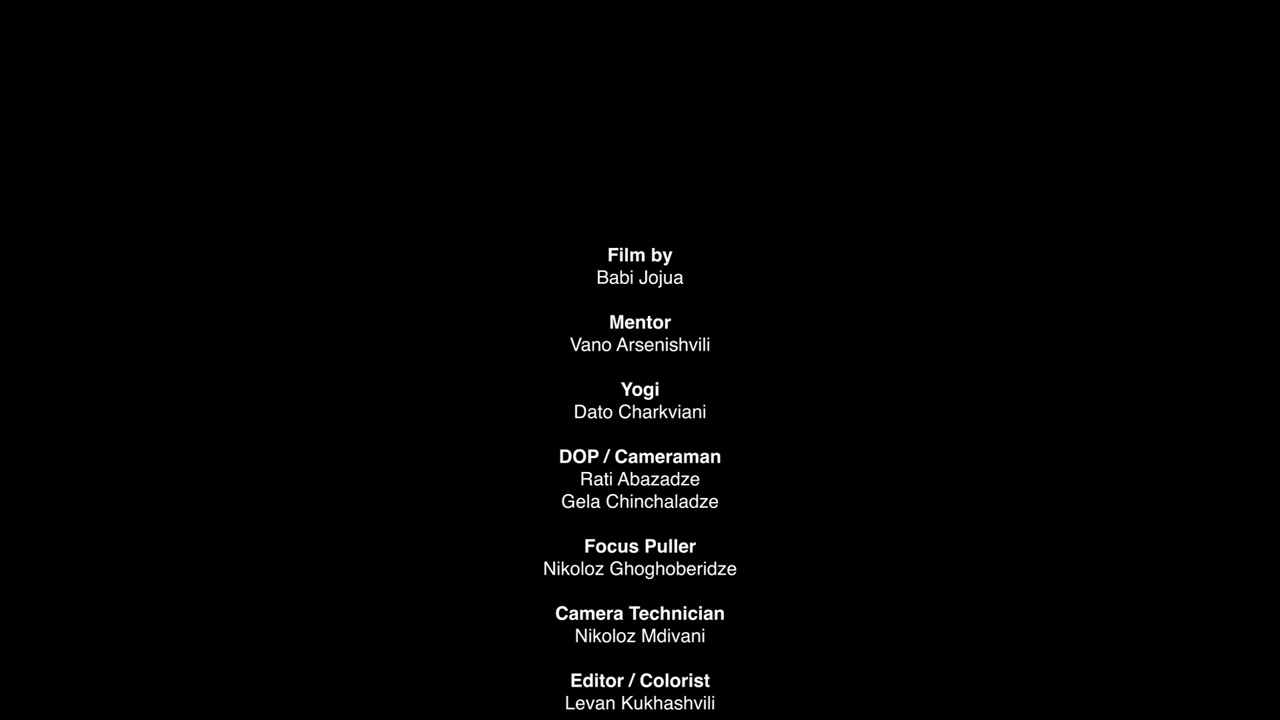 Film by
Babi Jojua
Mentor
Vano Arsenishvili
Yogi
Dato Charkviani
DOP / Cameraman
Rati Abazadze
Gela Chinchaladze
Focus Puller
Nikoloz Ghoghoberidze
Camera Technician
Nikoloz Mdivani
Editor / Colorist
Levan Kukhashvili